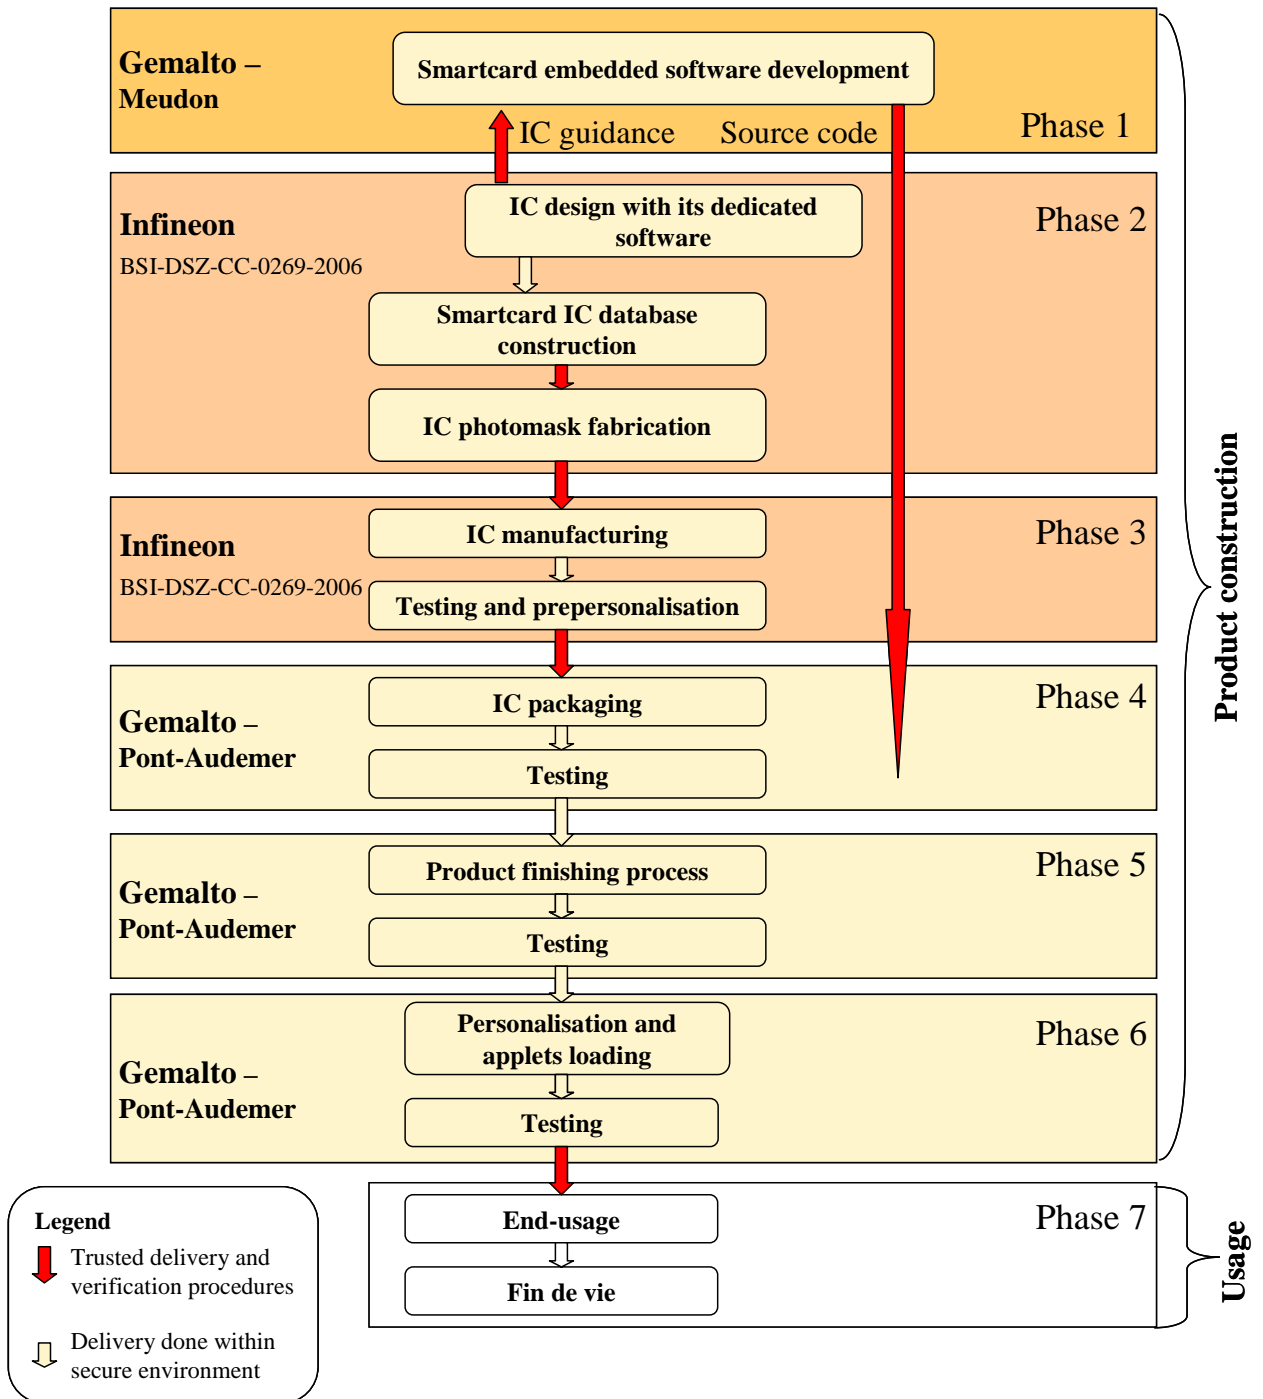 Gemalto –
Meudon
Smartcard embedded software development
IC guidance
Source code
Phase 1
Infineon
BSI-DSZ-CC-0269-2006
IC design with its dedicated
software
Phase 2
Smartcard IC database
construction
IC photomask fabrication
Infineon
BSI-DSZ-CC-0269-2006
IC manufacturing
Phase 3
Testing and prepersonalisation
Gemalto –
Pont-Audemer
IC packaging
Phase 4
Testing
Gemalto –
Pont-Audemer
Product finishing process
Phase 5
Testing
Gemalto –
Pont-Audemer
Personalisation and
applets loading
Phase 6
Testing
Product construction
End-usage
Phase 7
Fin de vie
Usage
Legend
Trusted delivery and
verification procedures
Delivery done within
secure environment